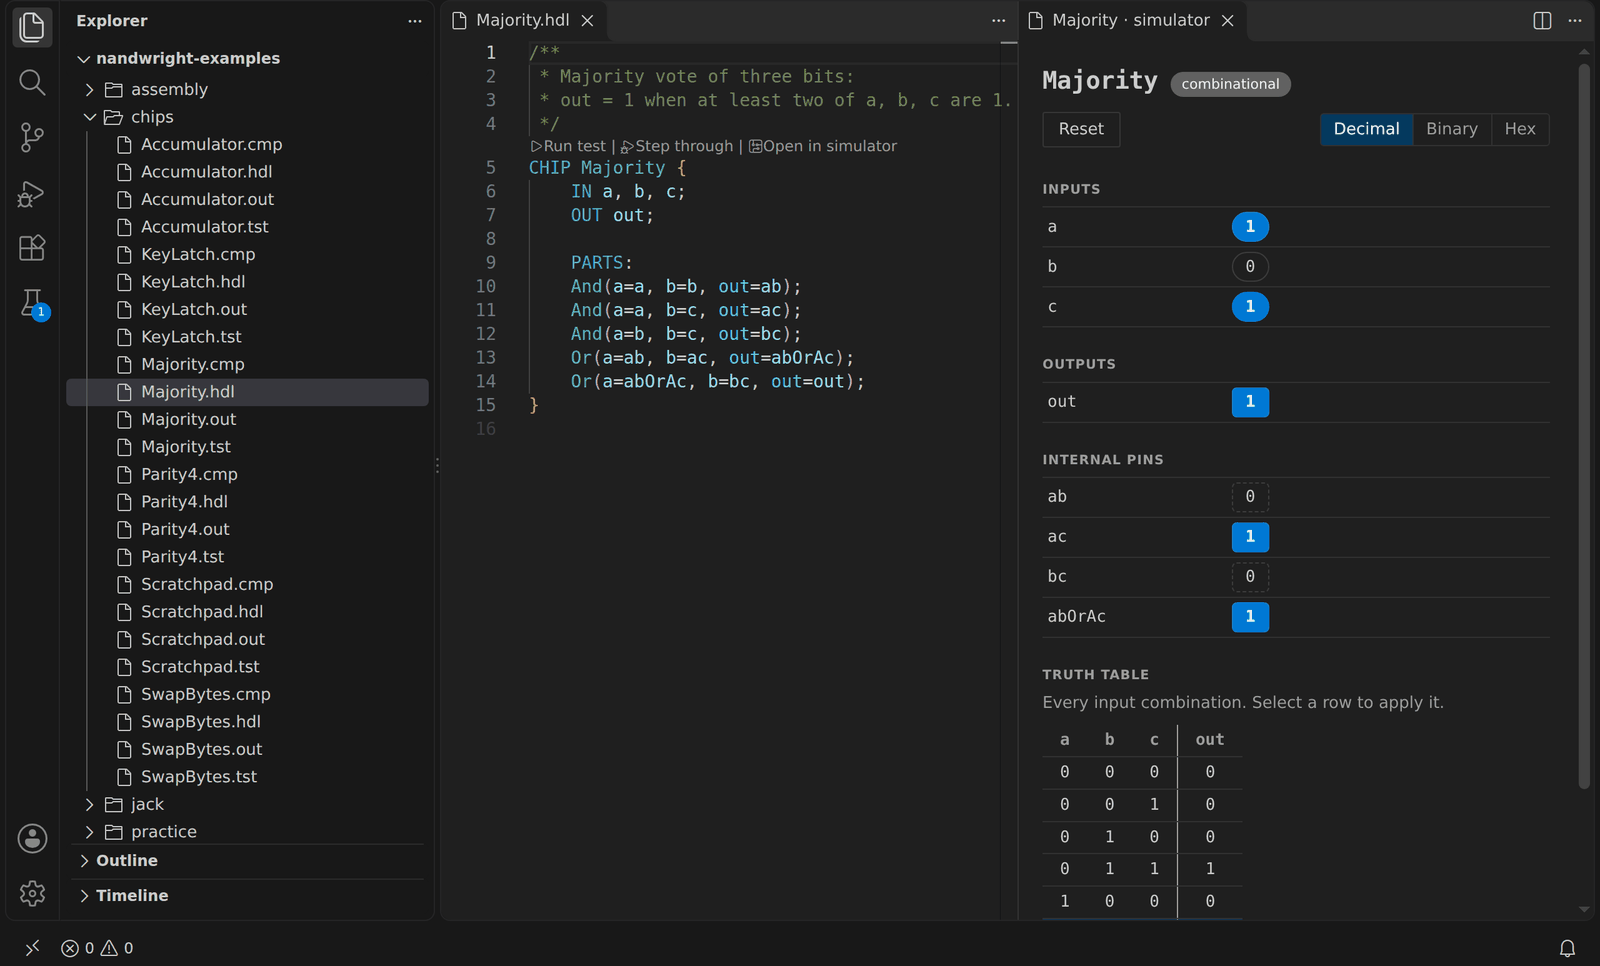 Explorer
nandwright-examples
assembly
chips
Accumulator.cmp
Accumulator.hdl
Accumulator.out
Accumulator.tst
KeyLatch.cmp
KeyLatch.hdl
KeyLatch.out
KeyLatch.tst
Majority.cmp
Majority.hdl
Majority.out
Majority.tst
Parity4.cmp
Parity4.hdl
Parity4.out
Parity4.tst
Scratchpad.cmp
Scratchpad.hdl
Scratchpad.out
Scratchpad.tst
SwapBytes.cmp
SwapBytes.hdl
SwapBytes.out
SwapBytes.tst
jack
practice
Outline
Timeline
1
0 0
Majority.hdl
1 /**
2 * Majority vote of three bits:
3 * out = 1 when at least two of a, b, c are 1.
4 */
Run test | Step through | Open in simulator
5 CHIP Majority {
6 IN a, b, c;
7 OUT out;
8
9 PARTS:
10 And(a=a, b=b, out=ab);
11 And(a=a, b=c, out=ac);
12 And(a=b, b=c, out=bc);
13 Or(a=ab, b=ac, out=abOrAc);
14 Or(a=abOrAc, b=bc, out=out);
15 }
16
Majority · simulator
Majority combinational
Reset Decimal Binary Hex
INPUTS
a 1
b 0
c 1
OUTPUTS
out 1
INTERNAL PINS
ab 0
ac 1
bc 0
abOrAc 1
TRUTH TABLE
Every input combination. Select a row to apply it.
a b c out
0 0 0 0
0 0 1 0
0 1 0 0
0 1 1 1
1 0 0 0